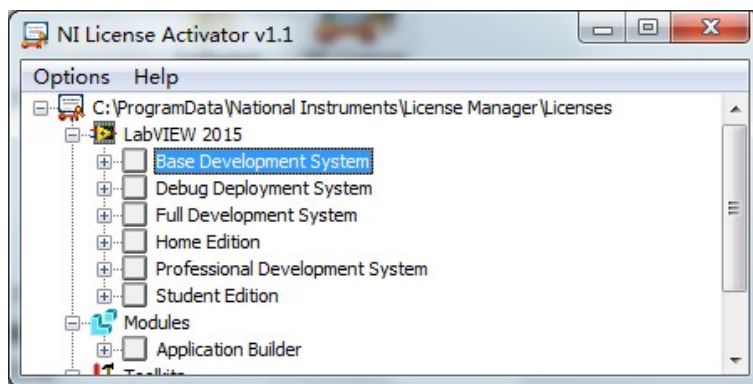 NI License Activator v1.1
Options Help
C:\ProgramData\National Instruments\License Manager\Licenses
LabVIEW 2015
Base Development System
Debug Deployment System
Full Development System
Home Edition
Professional Development System
Student Edition
Modules
Application Builder